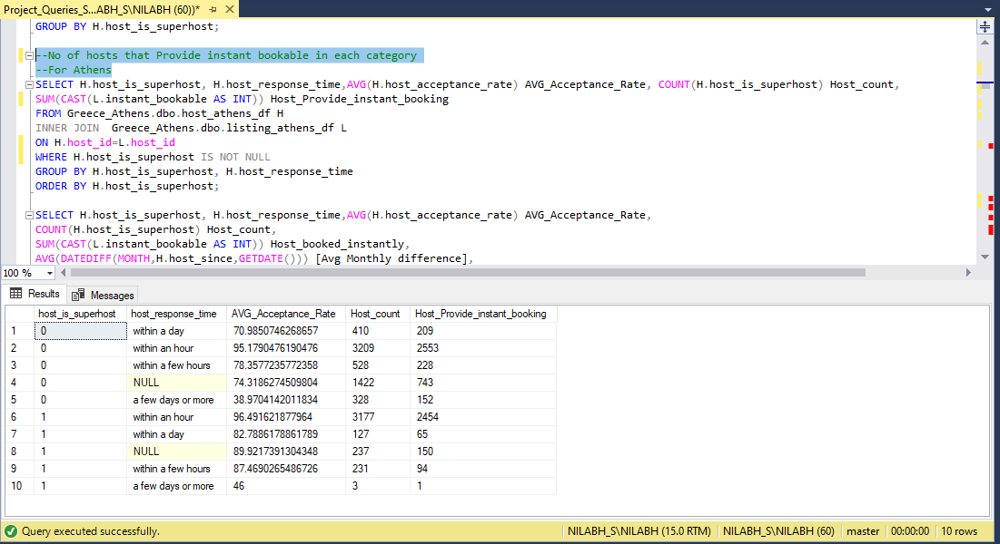 Project_Queries_S...ABH_S\NILABH (60))*
GROUP BY H.host_is_superhost;
--No of hosts that Provide instant bookable in each category
--For Athens
SELECT H.host_is_superhost, H.host_response_time,AVG(H.host_acceptance_rate) AVG_Acceptance_Rate, COUNT(H.host_is_superhost) Host_count,
SUM(CAST(L.instant_bookable AS INT)) Host_Provide_instant_booking
FROM Greece_Athens.dbo.host_athens_df H
INNER JOIN  Greece_Athens.dbo.listing_athens_df L
ON H.host_id=L.host_id
WHERE H.host_is_superhost IS NOT NULL
GROUP BY H.host_is_superhost, H.host_response_time
ORDER BY H.host_is_superhost;
SELECT H.host_is_superhost, H.host_response_time,AVG(H.host_acceptance_rate) AVG_Acceptance_Rate,
COUNT(H.host_is_superhost) Host_count,
SUM(CAST(L.instant_bookable AS INT)) Host_booked_instantly,
AVG(DATEDIFF(MONTH,H.host_since,GETDATE())) [Avg Monthly difference],
100 %
Results Messages
host_is_superhost host_response_time AVG_Acceptance_Rate Host_count Host_Provide_instant_booking
1 0 within a day 70.9850746268657 410 209
2 0 within an hour 95.1790476190476 3209 2553
3 0 within a few hours 78.3577235772358 528 228
4 0 NULL 74.3186274509804 1422 743
5 0 a few days or more 38.9704142011834 328 152
6 1 within an hour 96.491621877964 3177 2454
7 1 within a day 82.7886178861789 127 65
8 1 NULL 89.9217391304348 237 150
9 1 within a few hours 87.4690265486726 231 94
10 1 a few days or more 46 3 1
Query executed successfully. NILABH_S\NILABH (15.0 RTM) NILABH_S\NILABH (60) master 00:00:00 10 rows